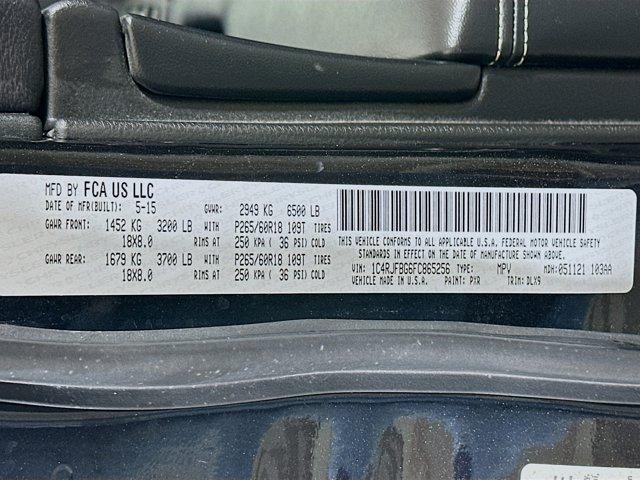 MFD BY FCA US LLC
DATE OF MFR(BUILT): 5-15 GVWR: 2949 KG 6500 LB
GAWR FRONT: 1452 KG 3200 LB WITH P265/60R18 109T TIRES
18X8.0 RIMS AT 250 KPA ( 36 PSI) COLD
GAWR REAR: 1679 KG 3700 LB WITH P265/60R18 109T TIRES
18X8.0 RIMS AT 250 KPA ( 36 PSI) COLD
THIS VEHICLE CONFORMS TO ALL APPLICABLE U.S.A. FEDERAL MOTOR VEHICLE SAFETY
STANDARDS IN EFFECT ON THE DATE OF MANUFACTURE SHOWN ABOVE.
VIN: 1C4RJFBG6FC865256 TYPE: MPV MDH:051121 103AA
VEHICLE MADE IN U.S.A. PAINT: PXR TRIM: DLX9